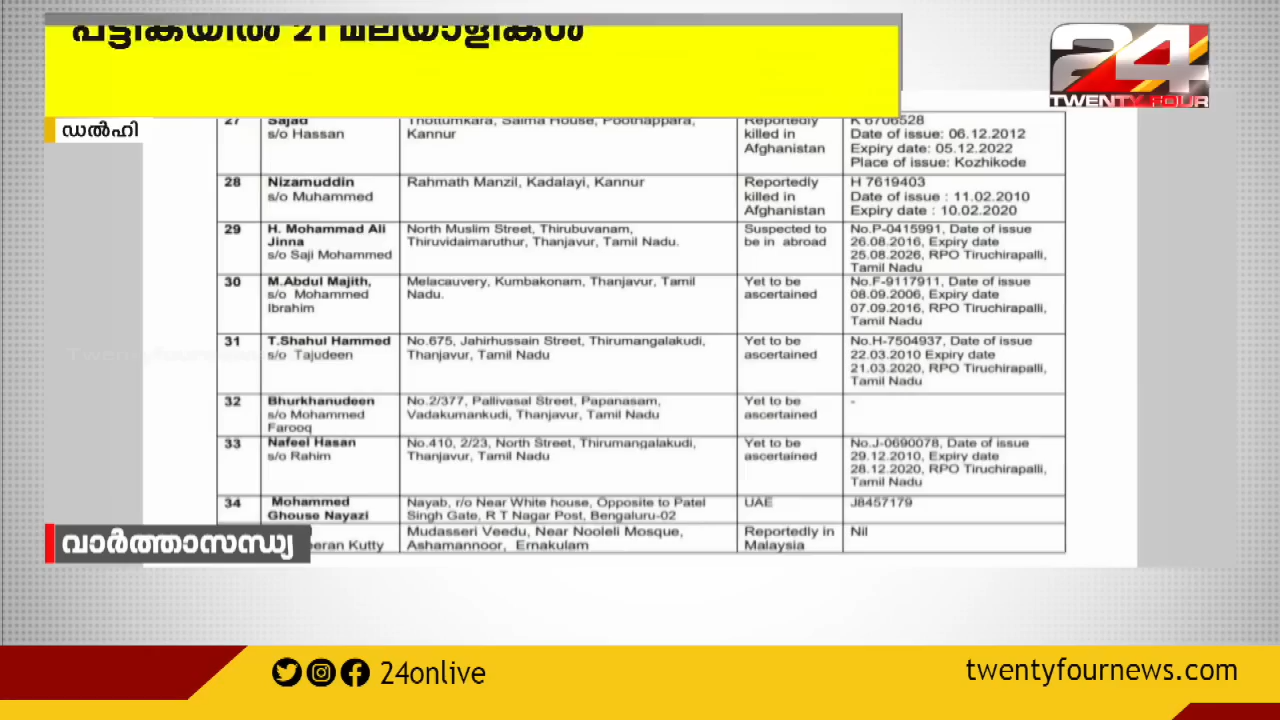 പട്ടികയിൽ 21 മലയാളികൾ
24
TWENTY FOUR
ഡൽഹി
27 Sajad Thottumkara, Salma House, Poothappara, Reportedly K 6706528
s/o Hassan Kannur killed in Date of issue: 06.12.2012
Afghanistan Expiry date: 05.12.2022
Place of issue: Kozhikode
28 Nizamuddin Rahmath Manzil, Kadalayi, Kannur Reportedly H 7619403
s/o Muhammed killed in Date of issue : 11.02.2010
Afghanistan Expiry date : 10.02.2020
29 H. Mohammad Ali North Muslim Street, Thirubuvanam, Suspected to No.P-0415991, Date of issue
Jinna Thiruvidaimaruthur, Thanjavur, Tamil Nadu. be in abroad 26.08.2016, Expiry date
s/o Saji Mohammed 25.08.2026, RPO Tiruchirapalli,
Tamil Nadu
30 M.Abdul Majith, Melacauvery, Kumbakonam, Thanjavur, Tamil Yet to be No.F-9117911, Date of issue
s/o Mohammed Nadu. ascertained 08.09.2006, Expiry date
Ibrahim 07.09.2016, RPO Tiruchirapalli,
Tamil Nadu
31 T.Shahul Hammed No.675, Jahirhussain Street, Thirumangalakudi, Yet to be No.H-7504937, Date of issue
s/o Tajudeen Thanjavur, Tamil Nadu ascertained 22.03.2010 Expiry date
21.03.2020, RPO Tiruchirapalli,
Tamil Nadu
32 Bhurkhanudeen No.2/377, Pallivasal Street, Papanasam, Yet to be -
s/o Mohammed Vadakumankudi, Thanjavur, Tamil Nadu ascertained
Farooq
33 Nafeel Hasan No.410, 2/23, North Street, Thirumangalakudi, Yet to be No.J-0690078, Date of issue
s/o Rahim Thanjavur, Tamil Nadu ascertained 29.12.2010, Expiry date
28.12.2020, RPO Tiruchirapalli,
Tamil Nadu
34 Mohammed Nayab, r/o Near White house, Opposite to Patel UAE J8457179
Ghouse Nayazi Singh Gate, R T Nagar Post, Bengaluru-02
Mudasseri Veedu, Near Nooleli Mosque, Reportedly in Nil
eran Kutty Ashamannoor, Ernakulam Malaysia
Twentyfournews
വാർത്താസന്ധ്യ
24onlive
twentyfournews.com